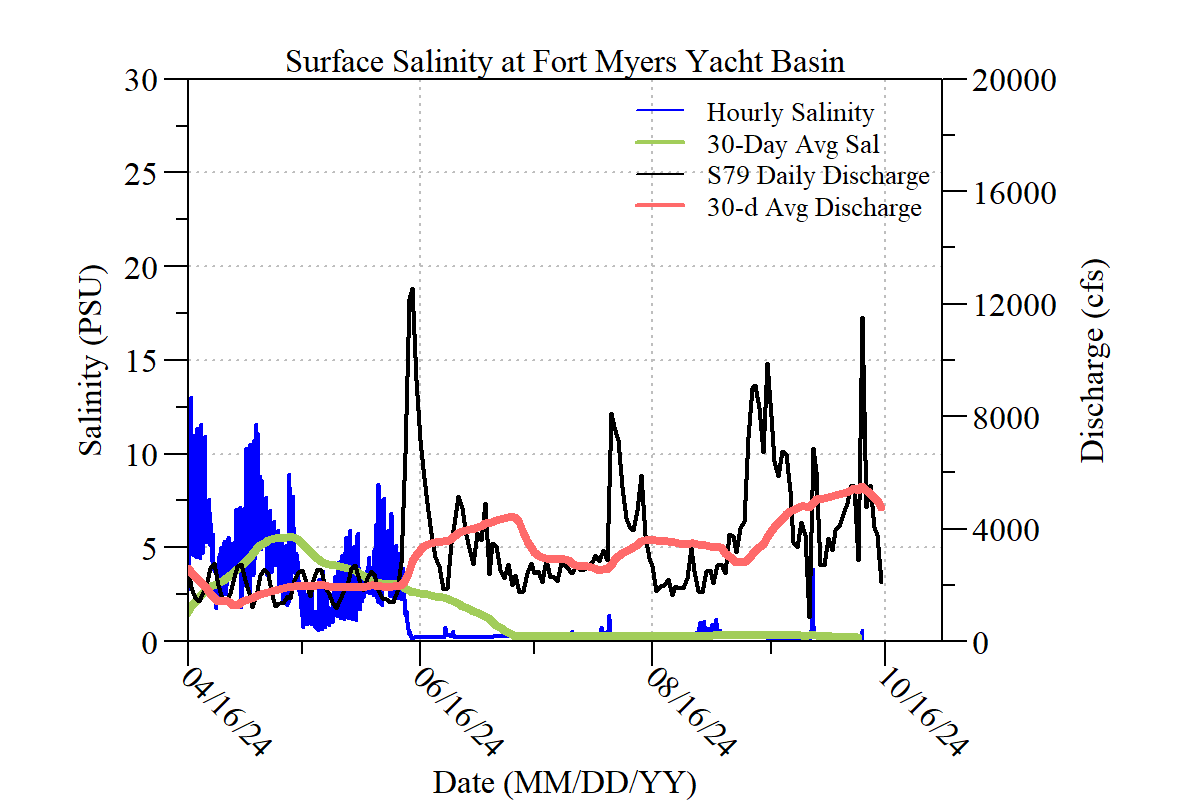 Surface Salinity at Fort Myers Yacht Basin
30
25
20
15
10
5
0
Salinity (PSU)
Hourly Salinity
30-Day Avg Sal
S79 Daily Discharge
30-d Avg Discharge
20000
16000
12000
8000
4000
0
Discharge (cfs)
04/16/24
06/16/24
08/16/24
10/16/24
Date (MM/DD/YY)